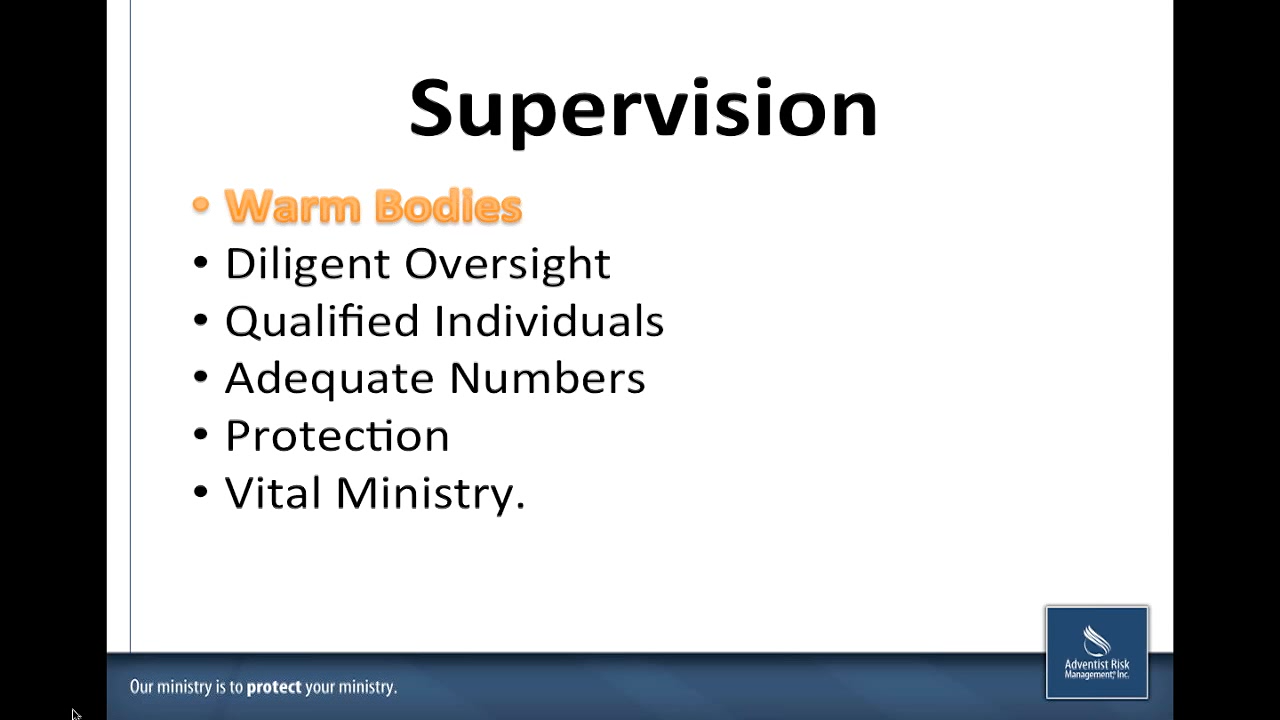 Supervision
• Warm Bodies
• Diligent Oversight
• Qualified Individuals
• Adequate Numbers
• Protection
• Vital Ministry.
Adventist Risk
Management, Inc.
Our ministry is to protect your ministry.